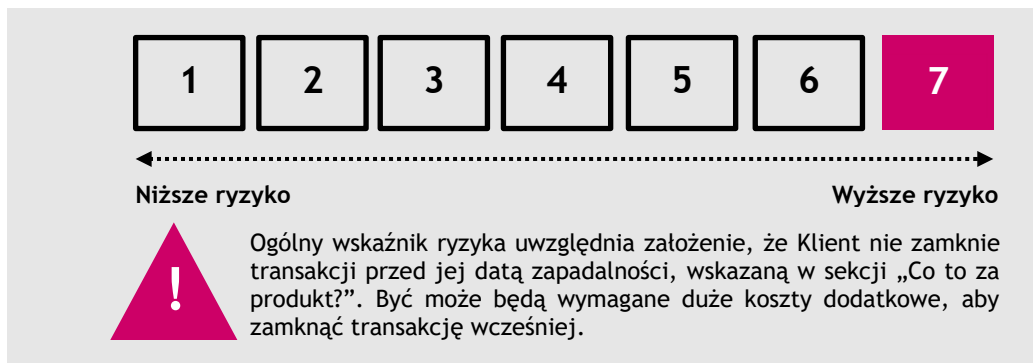 1 2 3 4 5 6 7
Niższe ryzyko Wyższe ryzyko
! Ogólny wskaźnik ryzyka uwzględnia założenie, że Klient nie zamknie
transakcji przed jej datą zapadalności, wskazaną w sekcji „Co to za
produkt?”. Być może będą wymagane duże koszty dodatkowe, aby
zamknąć transakcję wcześniej.